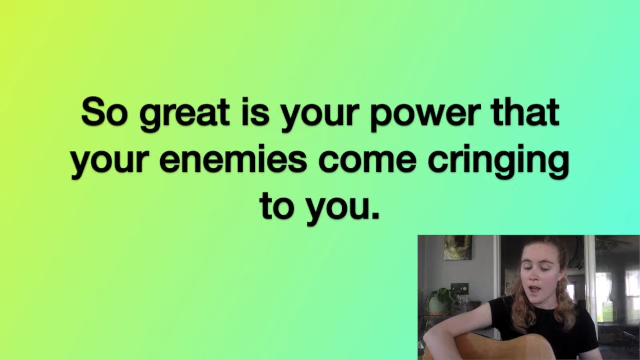 So great is your power that
your enemies come cringing
to you.